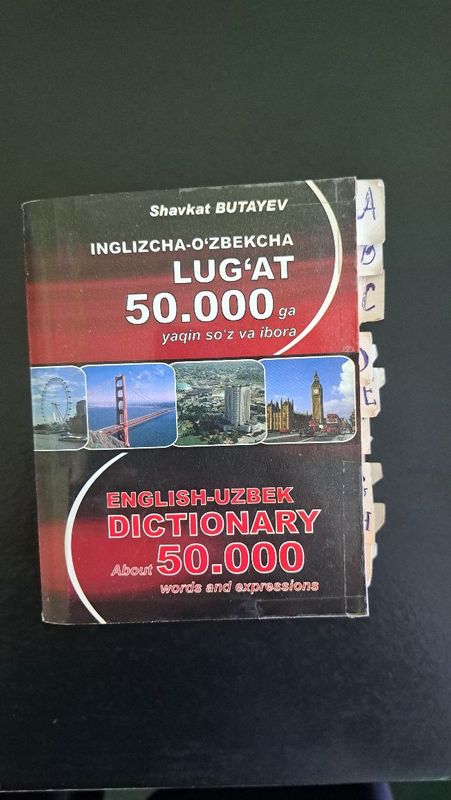 Shavkat BUTAYEV
INGLIZCHA-O‘ZBEKCHA
LUG‘AT
50.000 ga
yaqin so‘z va ibora
ENGLISH-UZBEK
DICTIONARY
About 50.000
words and expressions
A
B
C
D
E
H